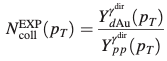 N_coll^EXP(p_T) = Y_dAu^γ^dir(p_T) / Y_pp^γ^dir(p_T)